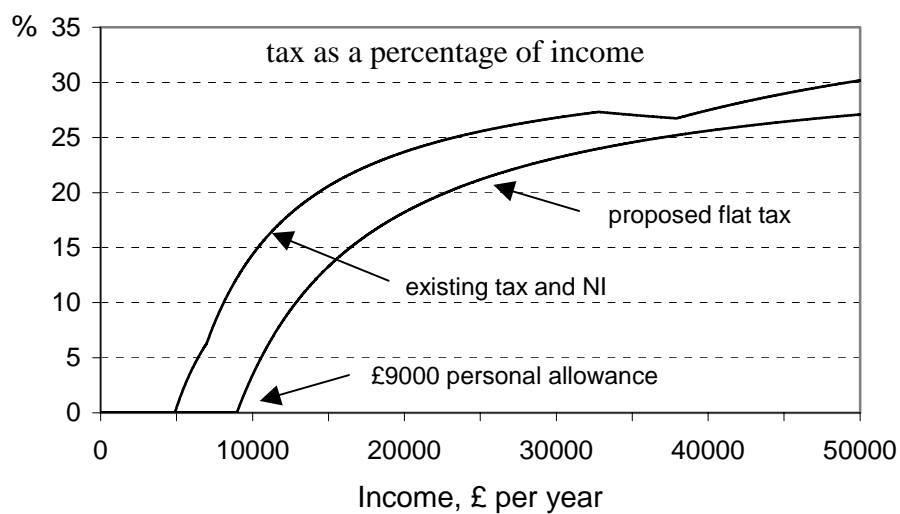 %
tax as a percentage of income
35
30
25
20
15
10
5
0
proposed flat tax
existing tax and NI
£9000 personal allowance
0 10000 20000 30000 40000 50000
Income, £ per year